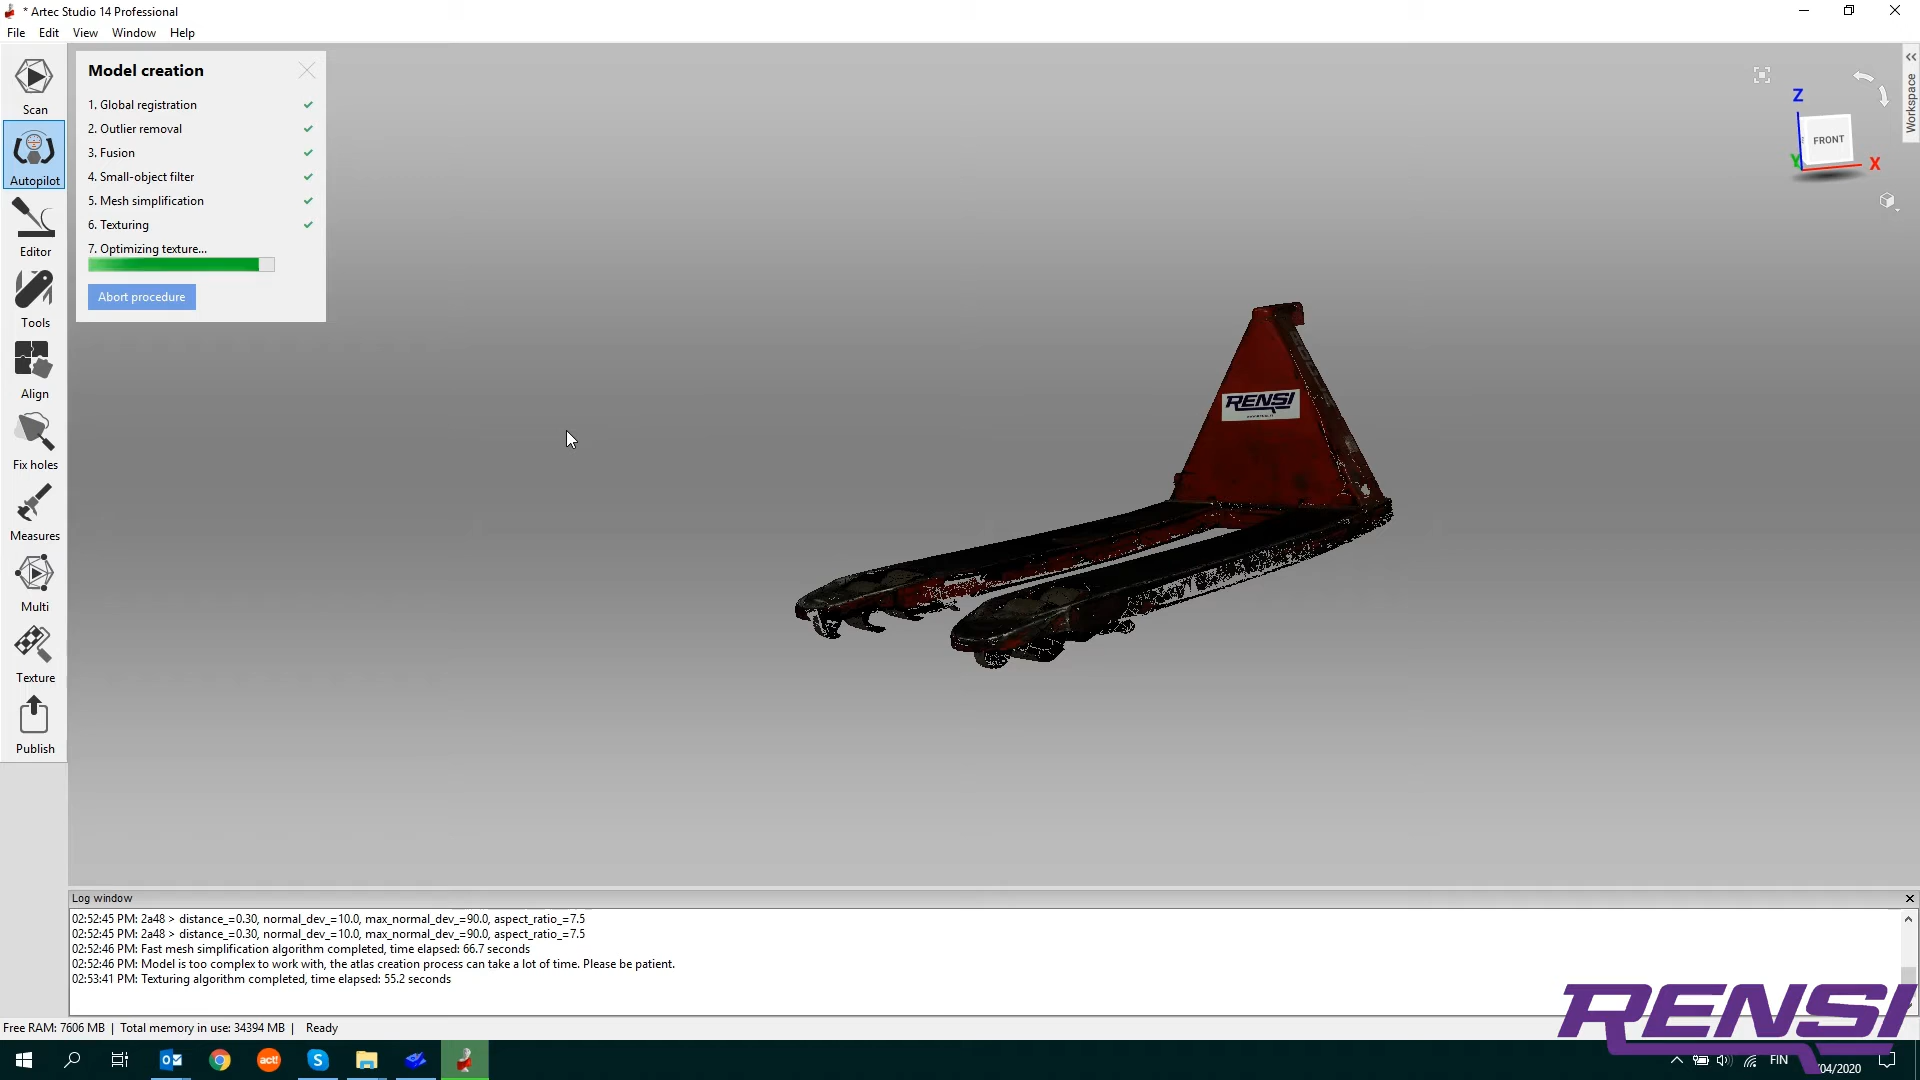 * Artec Studio 14 Professional
File Edit View Window Help
Scan
Autopilot
Editor
Tools
Align
Fix holes
Measures
Multi
Texture
Publish
Model creation
1. Global registration
2. Outlier removal
3. Fusion
4. Small-object filter
5. Mesh simplification
6. Texturing
7. Optimizing texture...
Abort procedure
Workspace
Z
FRONT
Y
X
RENSI
Log window
02:52:45 PM: 2a48 > distance_=0.30, normal_dev_=10.0, max_normal_dev_=90.0, aspect_ratio_=7.5
02:52:45 PM: 2a48 > distance_=0.30, normal_dev_=10.0, max_normal_dev_=90.0, aspect_ratio_=7.5
02:52:46 PM: Fast mesh simplification algorithm completed, time elapsed: 66.7 seconds
02:52:46 PM: Model is too complex to work with, the atlas creation process can take a lot of time. Please be patient.
02:53:41 PM: Texturing algorithm completed, time elapsed: 55.2 seconds
RENSI
Free RAM: 7606 MB | Total memory in use: 34394 MB | Ready
act!
FIN
/04/2020